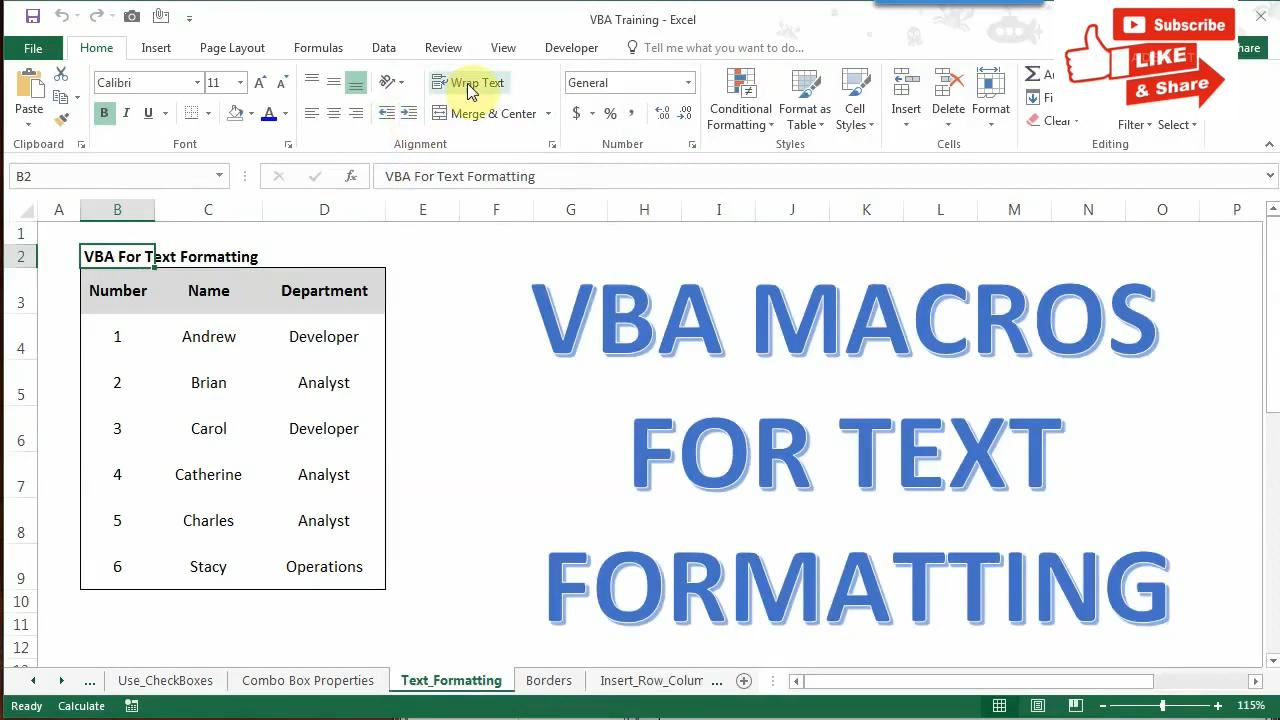 VBA Training - Excel
Subscribe
LIKE
& Share
File Home Insert Page Layout Formulas Data Review View Developer Tell me what you want to do... hare
Calibri 11 Wrap Text General
Paste B I U A Merge & Center $ % , Conditional Formatting Format as Table Cell Styles Insert Delete Format Fi Clear Filter Select
Clipboard Font Alignment Number Styles Cells Editing
B2 fx VBA For Text Formatting
A B C D E F G H I J K L M N O P
1
2 VBA For Text Formatting
3 Number Name Department
4 1 Andrew Developer
5 2 Brian Analyst
6 3 Carol Developer
7 4 Catherine Analyst
8 5 Charles Analyst
9 6 Stacy Operations
10
11
12
VBA MACROS
FOR TEXT
FORMATTING
... Use_CheckBoxes Combo Box Properties Text_Formatting Borders Insert_Row_Colum ...
Ready Calculate 115%